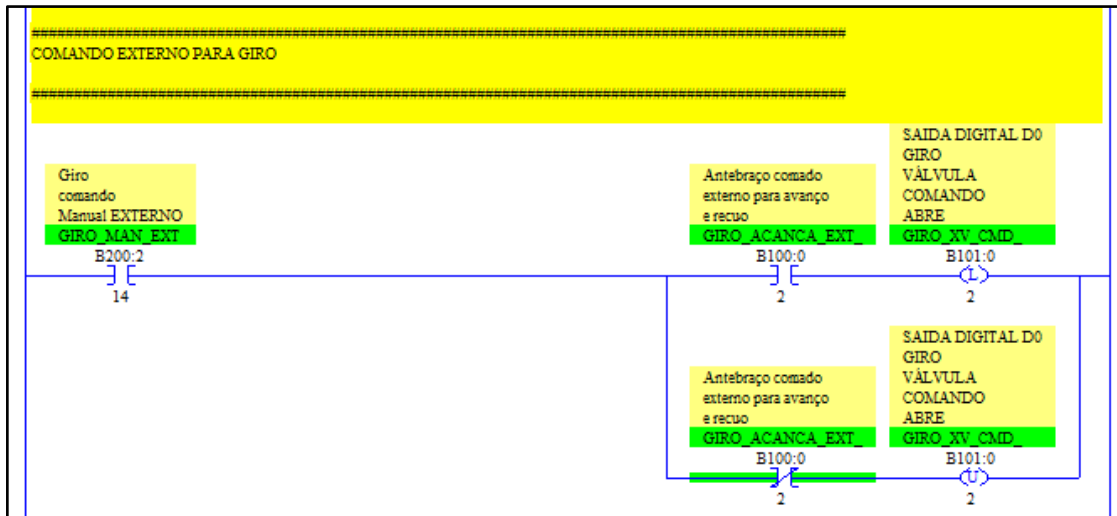 ################################################################################
COMANDO EXTERNO PARA GIRO
################################################################################
Giro
comando
Manual EXTERNO
GIRO_MAN_EXT
B200:2
14
Antebraço comado
externo para avanço
e recuo
GIRO_ACANCA_EXT_
B100:0
2
SAIDA DIGITAL D0
GIRO
VÁLVULA
COMANDO
ABRE
GIRO_XV_CMD_
B101:0
L
2
Antebraço comado
externo para avanço
e recuo
GIRO_ACANCA_EXT_
B100:0
2
SAIDA DIGITAL D0
GIRO
VÁLVULA
COMANDO
ABRE
GIRO_XV_CMD_
B101:0
U
2